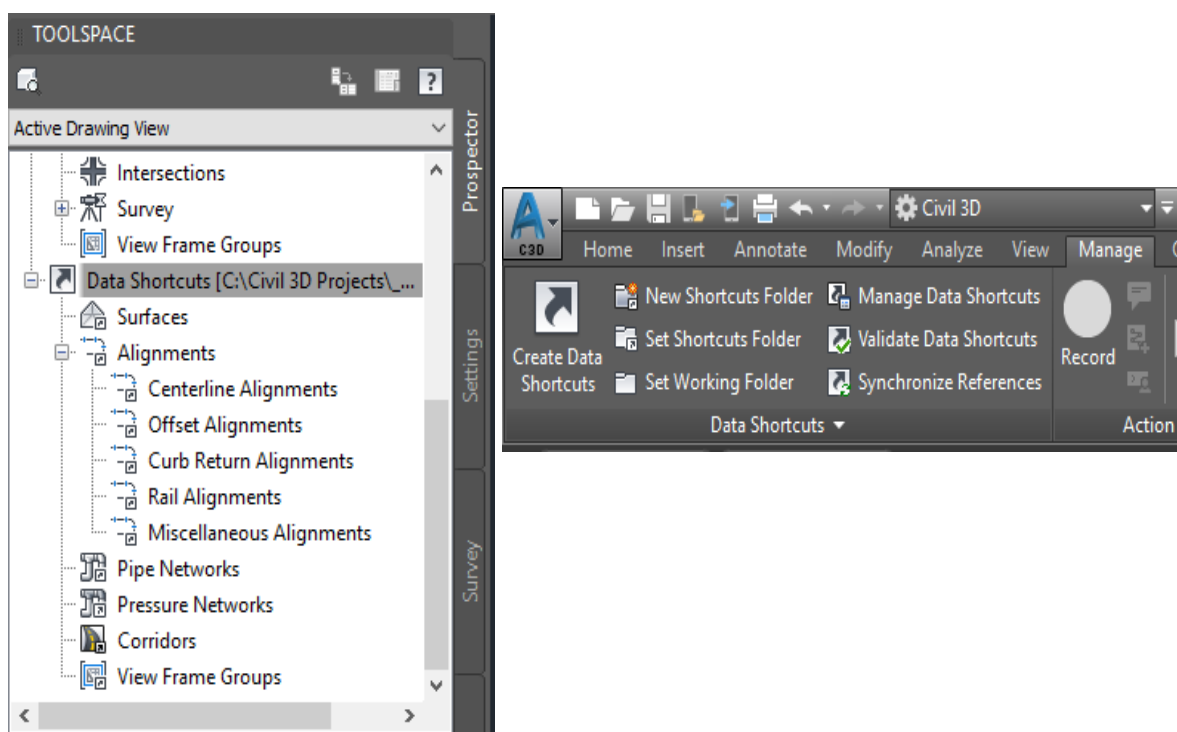 TOOLSPACE
?
Active Drawing View
Intersections
Survey
View Frame Groups
Data Shortcuts [C:\Civil 3D Projects\_...
Surfaces
Alignments
Centerline Alignments
Offset Alignments
Curb Return Alignments
Rail Alignments
Miscellaneous Alignments
Pipe Networks
Pressure Networks
Corridors
View Frame Groups
Prospector
Settings
Survey
A
C3D
Civil 3D
Home Insert Annotate Modify Analyze View Manage
Create Data
Shortcuts
New Shortcuts Folder
Set Shortcuts Folder
Set Working Folder
Manage Data Shortcuts
Validate Data Shortcuts
Synchronize References
Record
Data Shortcuts
Action